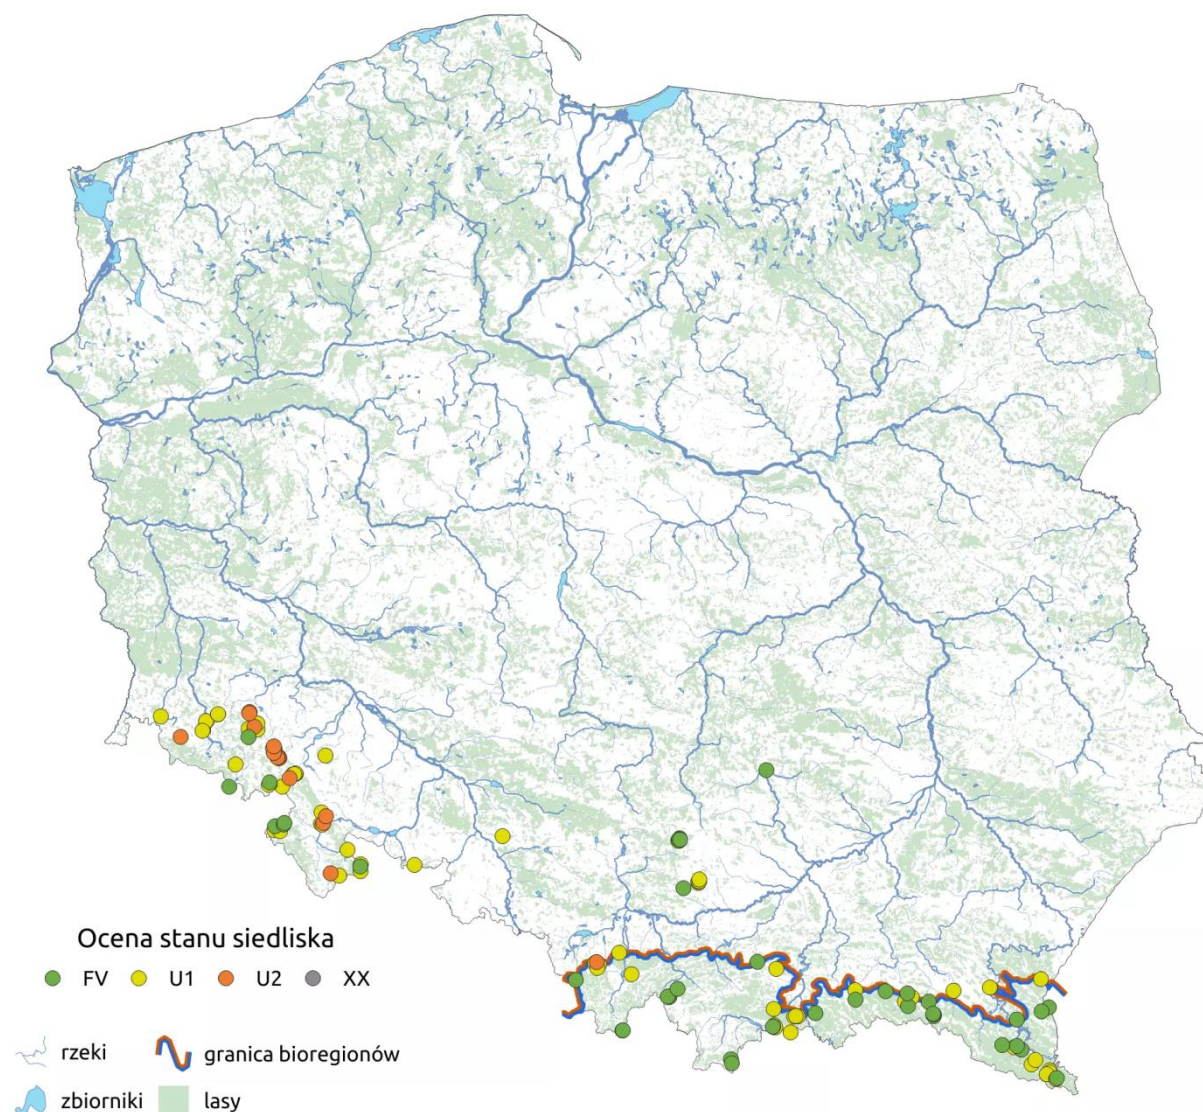 Ocena stanu siedliska
FV U1 U2 XX
rzeki granica bioregionów
zbiorniki lasy